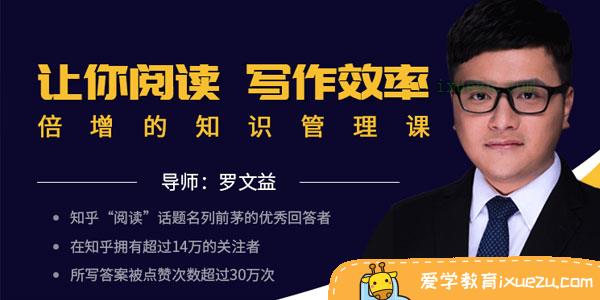 让你阅读 写作效率
倍增的知识管理课
导师：罗文益
知乎“阅读”话题名列前茅的优秀回答者
在知乎拥有超过14万的关注者
所写答案被点赞次数超过30万次
爱学教育ixuezu.com